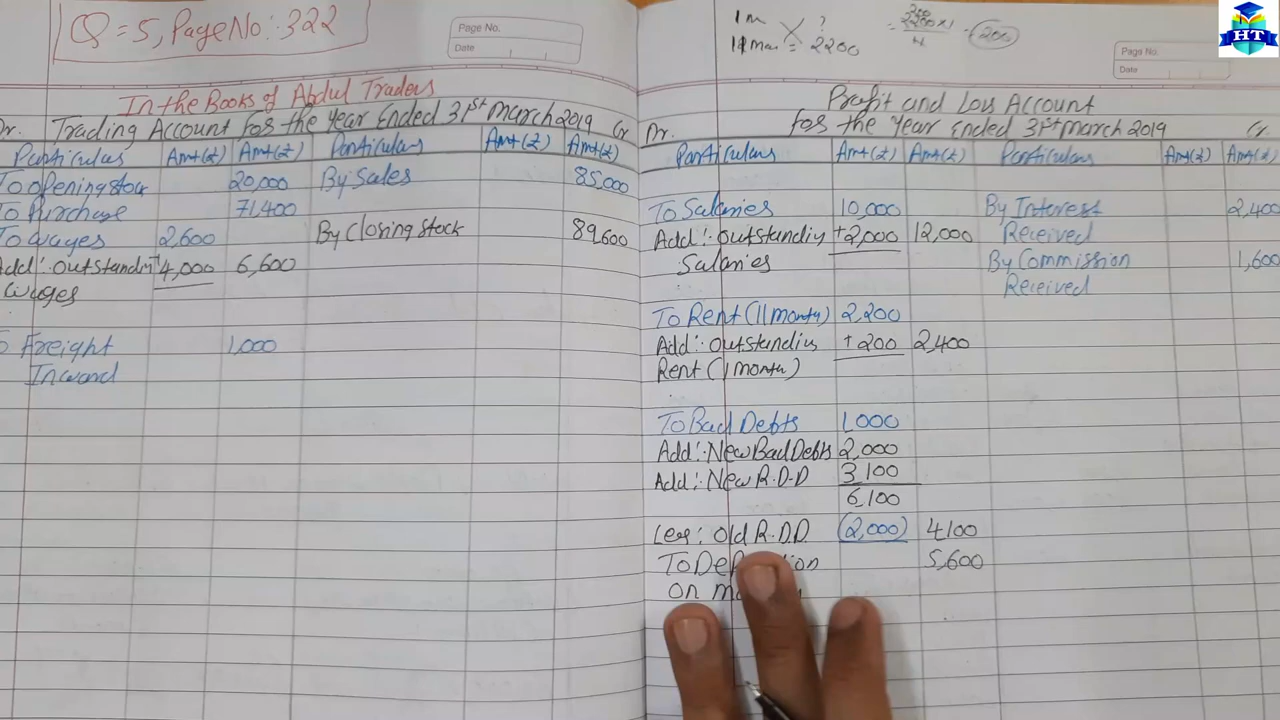 Q = 5, Page No: 322
Page No.
Date
In the Books of Abdul Traders
Dr. Trading Account for the Year Ended 31st March 2019 Cr
Particulars Amt(₹) Amt(₹) Particulars Amt(₹) Amt(₹)
To opening stock 20,000 By Sales 85,000
To Purchase 71,400
To wages 2,600 By Closing Stock 89,600
Add: Outstanding +4,000 6,600
Wages
To Freight 1,000
Inward
1m ?
11 = 2200
200
= 2200 × 1 = 200
11
Page No.
Date
HT
Profit and Loss Account
for the Year Ended 31st March 2019
Dr. Cr.
Particulars Amt(₹) Amt(₹) Particulars Amt(₹) Amt(₹)
To Salaries 10,000 By Interest 2,400
Add: Outstanding +2,000 12,000 Received
Salaries By Commission 1,600
Received
To Rent (11 month) 2,200
Add: Outstanding +200 2,400
Rent (1 month)
To Bad Debts 1,000
Add: New Bad Debts 2,000
Add: New R.D.D 3,100
6,100
Less: Old R.D.D (2,000) 4,100
To 5,600
on